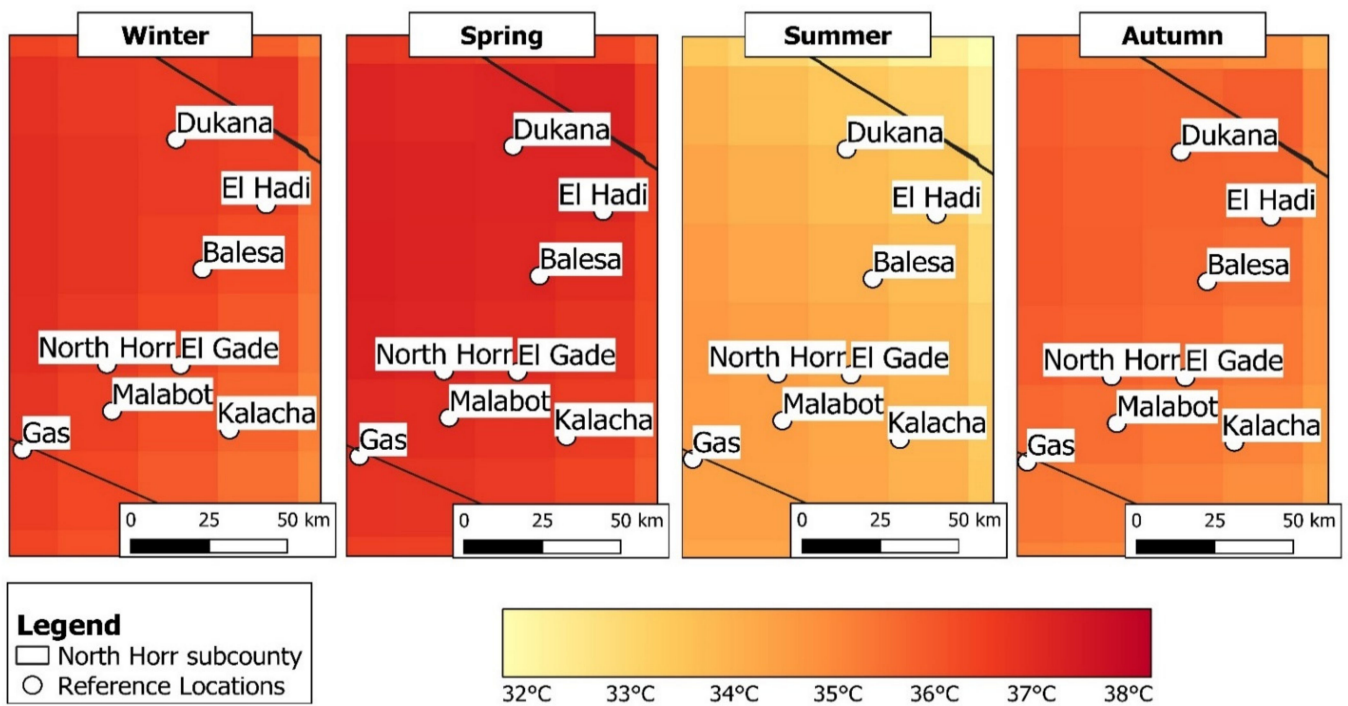 Winter
Spring
Summer
Autumn
Dukana
El Hadi
Balesa
North Horr
El Gade
Malabot
Kalacha
Gas
0 25 50 km
Dukana
El Hadi
Balesa
North Horr
El Gade
Malabot
Kalacha
Gas
0 25 50 km
Dukana
El Hadi
Balesa
North Horr
El Gade
Malabot
Kalacha
Gas
0 25 50 km
Dukana
El Hadi
Balesa
North Horr
El Gade
Malabot
Kalacha
Gas
0 25 50 km
Legend
North Horr subcounty
Reference Locations
32°C 33°C 34°C 35°C 36°C 37°C 38°C